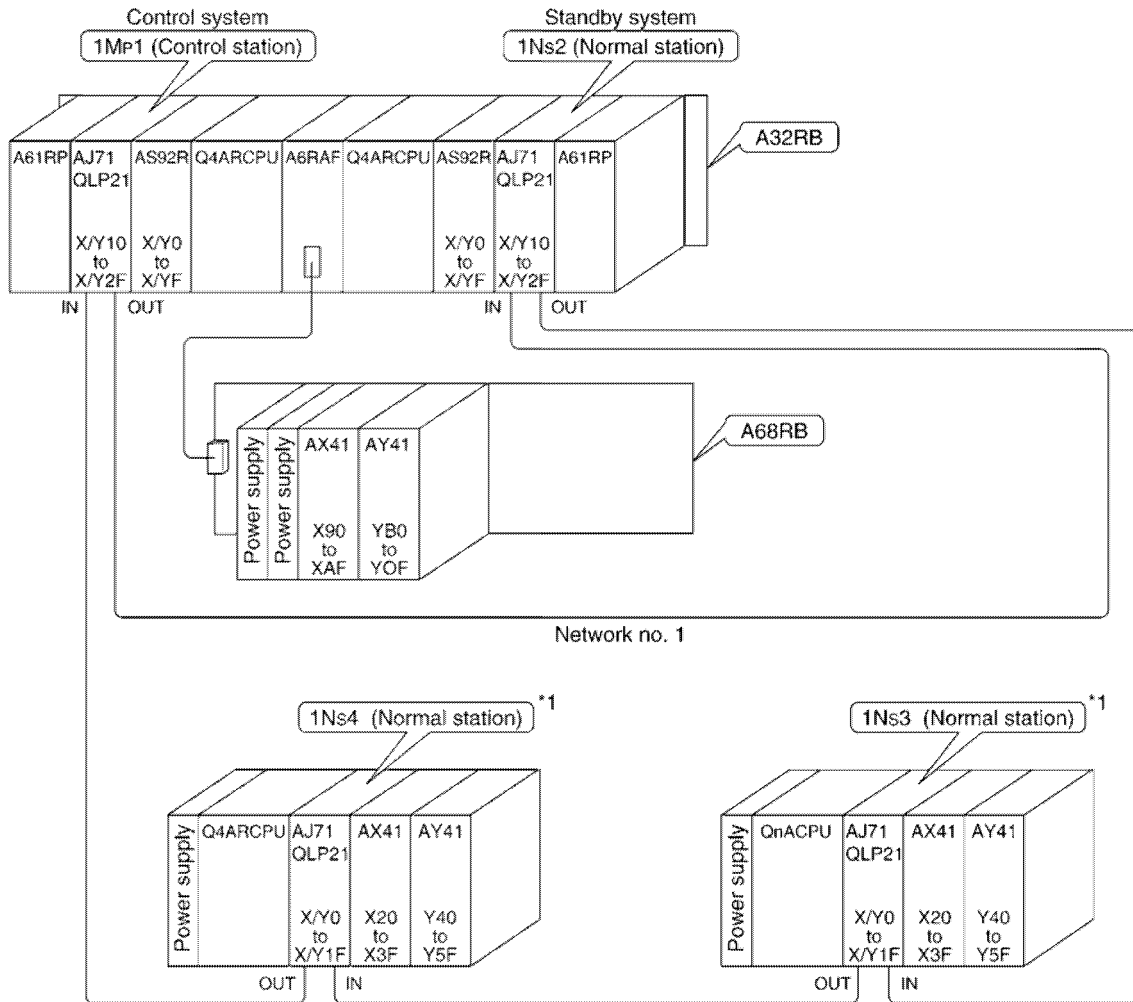 Control system
Standby system
1MP1 (Control station)
1NS2 (Normal station)
A32RB
A61RP
AJ71
QLP21
X/Y10
to
X/Y2F
AS92R
X/Y0
to
X/YF
Q4ARCPU
A6RAF
Q4ARCPU
AS92R
X/Y0
to
X/YF
AJ71
QLP21
X/Y10
to
X/Y2F
A61RP
IN
OUT
IN
OUT
A68RB
Power supply
Power supply
AX41
X90
to
XAF
AY41
YB0
to
YOF
Network no. 1
1NS4 (Normal station) *1
1NS3 (Normal station) *1
Power supply
Q4ARCPU
AJ71
QLP21
X/Y0
to
X/Y1F
AX41
X20
to
X3F
AY41
Y40
to
Y5F
OUT
IN
Power supply
QnACPU
AJ71
QLP21
X/Y0
to
X/Y1F
AX41
X20
to
X3F
AY41
Y40
to
Y5F
OUT
IN